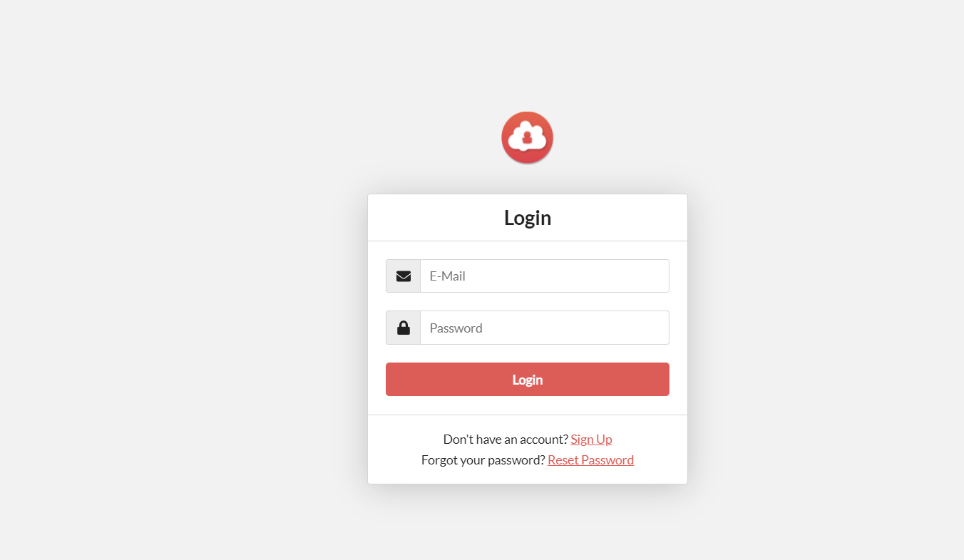 Login
E-Mail
Password
Login
Don't have an account? Sign Up
Forgot your password? Reset Password